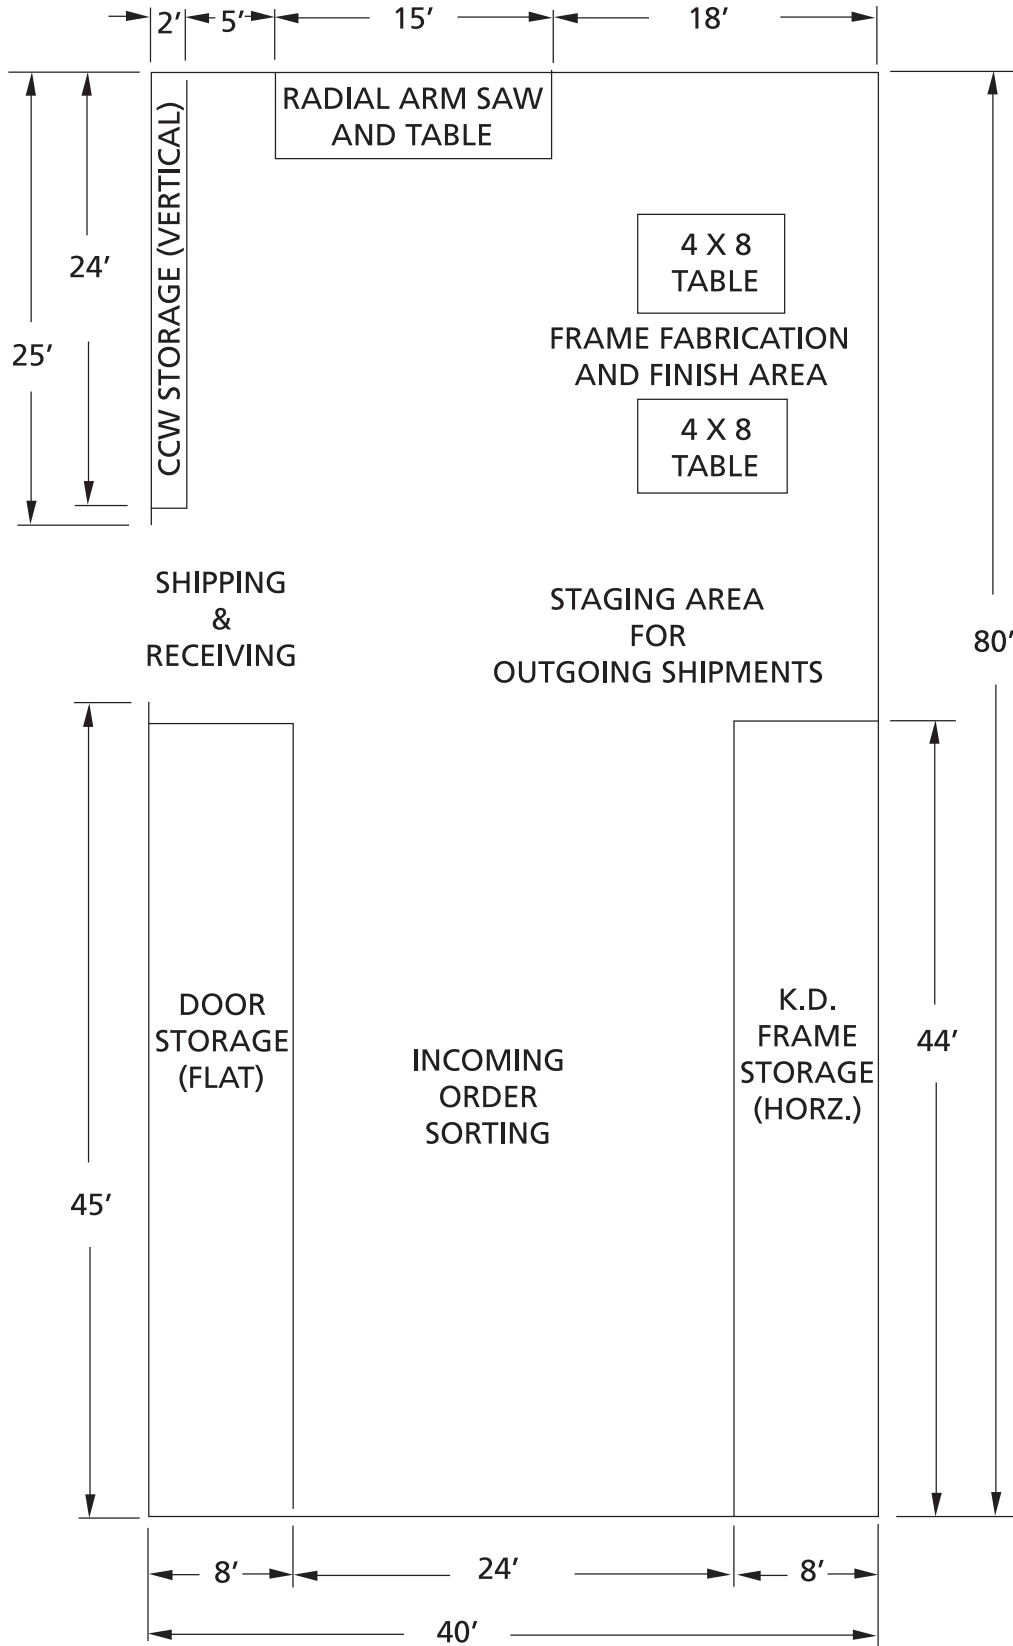 2′
5′
15′
18′
RADIAL ARM SAW
AND TABLE
CCW STORAGE (VERTICAL)
24′
25′
4 X 8
TABLE
FRAME FABRICATION
AND FINISH AREA
4 X 8
TABLE
SHIPPING
&
RECEIVING
STAGING AREA
FOR
OUTGOING SHIPMENTS
80′
DOOR
STORAGE
(FLAT)
INCOMING
ORDER
SORTING
K.D.
FRAME
STORAGE
(HORZ.)
44′
45′
8′
24′
8′
40′